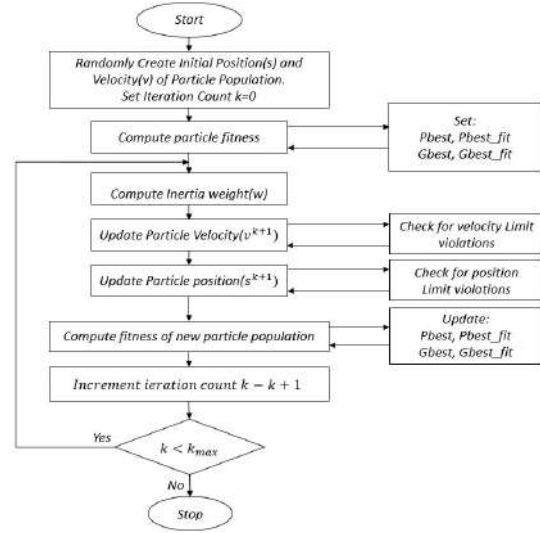 Start
Randomly Create Initial Position(s) and
Velocity(v) of Particle Population.
Set Iteration Count k=0
Compute particle fitness
Set:
Pbest, Pbest_fit
Gbest, Gbest_fit
Compute Inertia weight(w)
Update Particle Velocity(v^{k+1})
Check for velocity Limit
violations
Update Particle position(s^{k+1})
Check for position
Limit violations
Compute fitness of new particle population
Update:
Pbest, Pbest_fit
Gbest, Gbest_fit
Increment ieration count k − k + 1
Yes
k < k_{max}
No
Stop